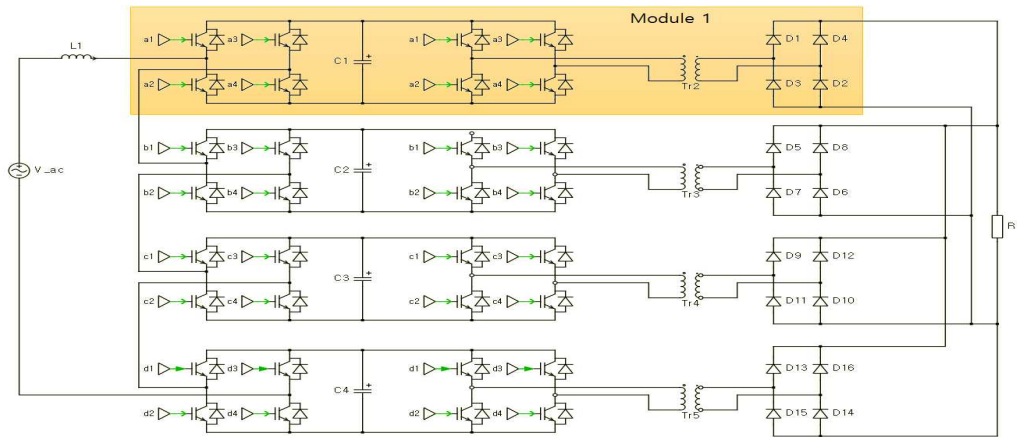 Module 1
L1
a1
a3
C1
a1
a3
D1
D4
a2
a4
a2
a4
Tr2
D3
D2
b1
b3
C2
b1
b3
D5
D8
V_ac
b2
b4
b2
b4
Tr3
D7
D6
R
c1
c3
C3
c1
c3
D9
D12
c2
c4
c2
c4
Tr4
D11
D10
d1
d3
C4
d1
d3
D13
D16
d2
d4
d2
d4
Tr5
D15
D14